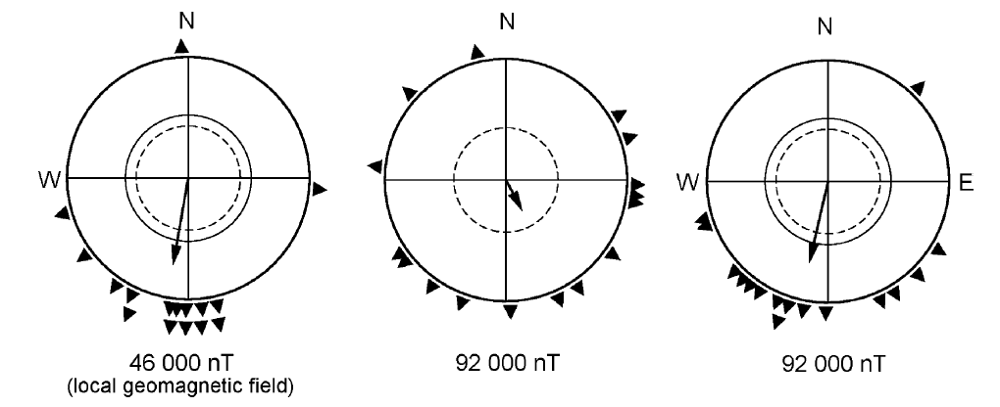 N
N
N
W
W
E
46 000 nT
92 000 nT
92 000 nT
(local geomagnetic field)